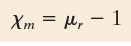 χₘ = μᵣ − 1